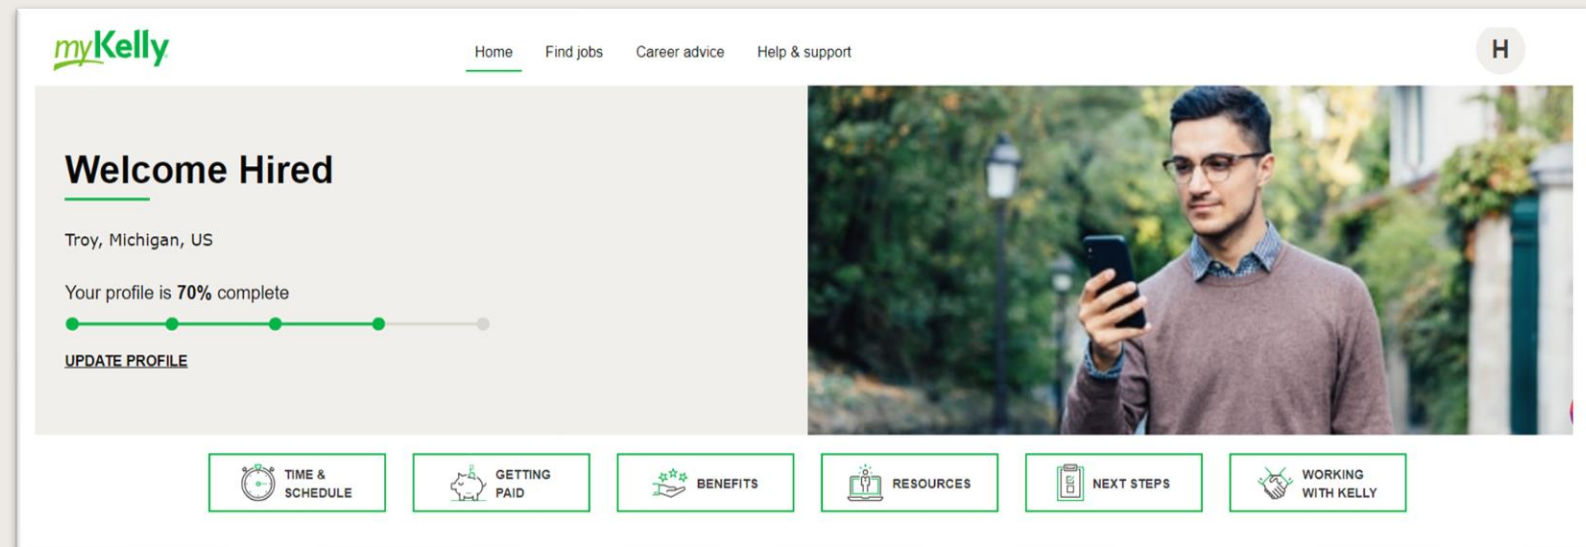 myKelly
Home Find jobs Career advice Help & support
H
Welcome Hired
Troy, Michigan, US
Your profile is 70% complete
UPDATE PROFILE
TIME &
SCHEDULE
GETTING
PAID
BENEFITS
RESOURCES
NEXT STEPS
WORKING
WITH KELLY